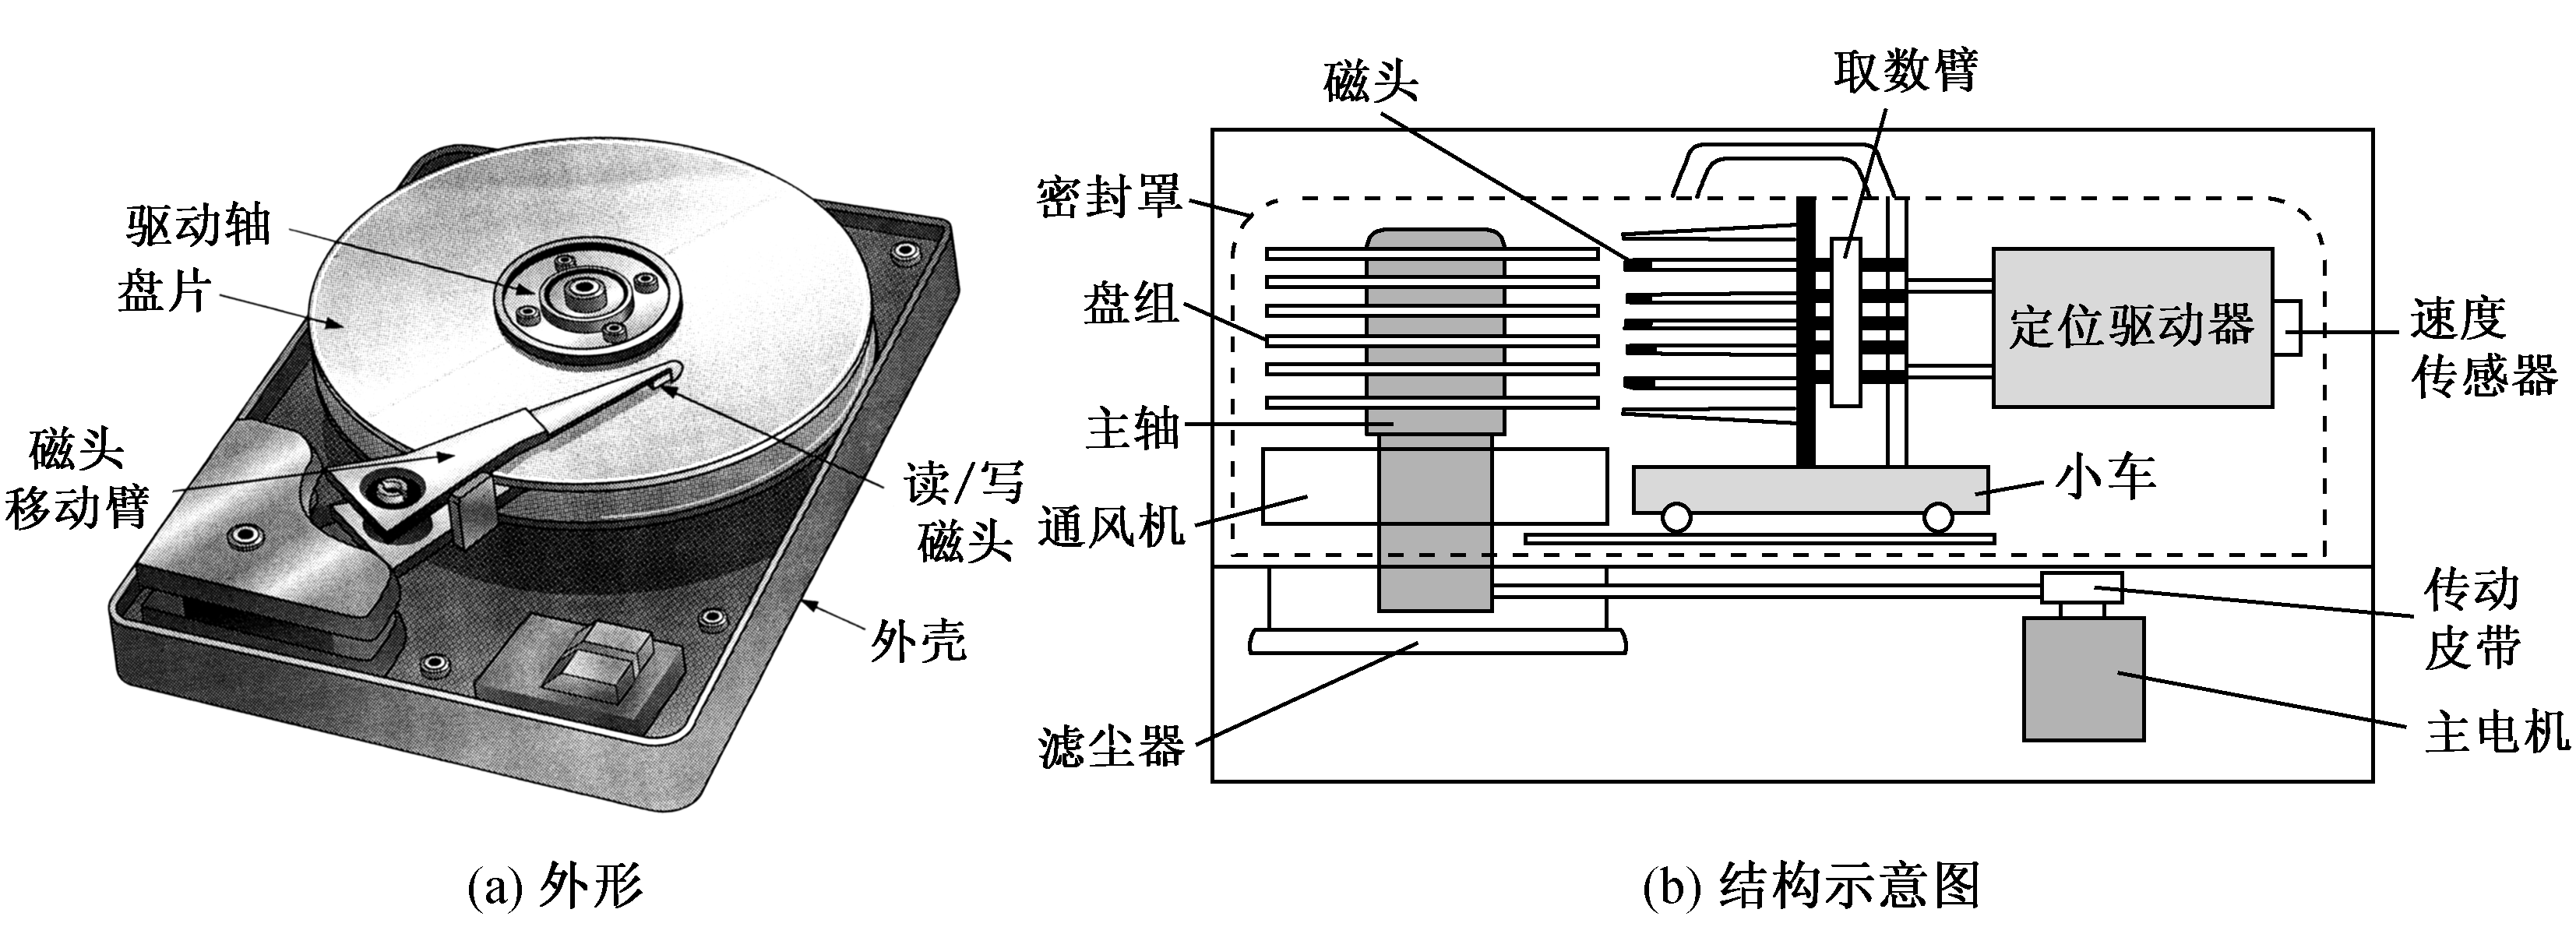 驱动轴
盘片
磁头
移动臂
读/写
磁头
外壳
(a) 外形
磁头
取数臂
密封罩
盘组
主轴
通风机
滤尘器
定位驱动器
速度
传感器
小车
传动
皮带
主电机
(b) 结构示意图